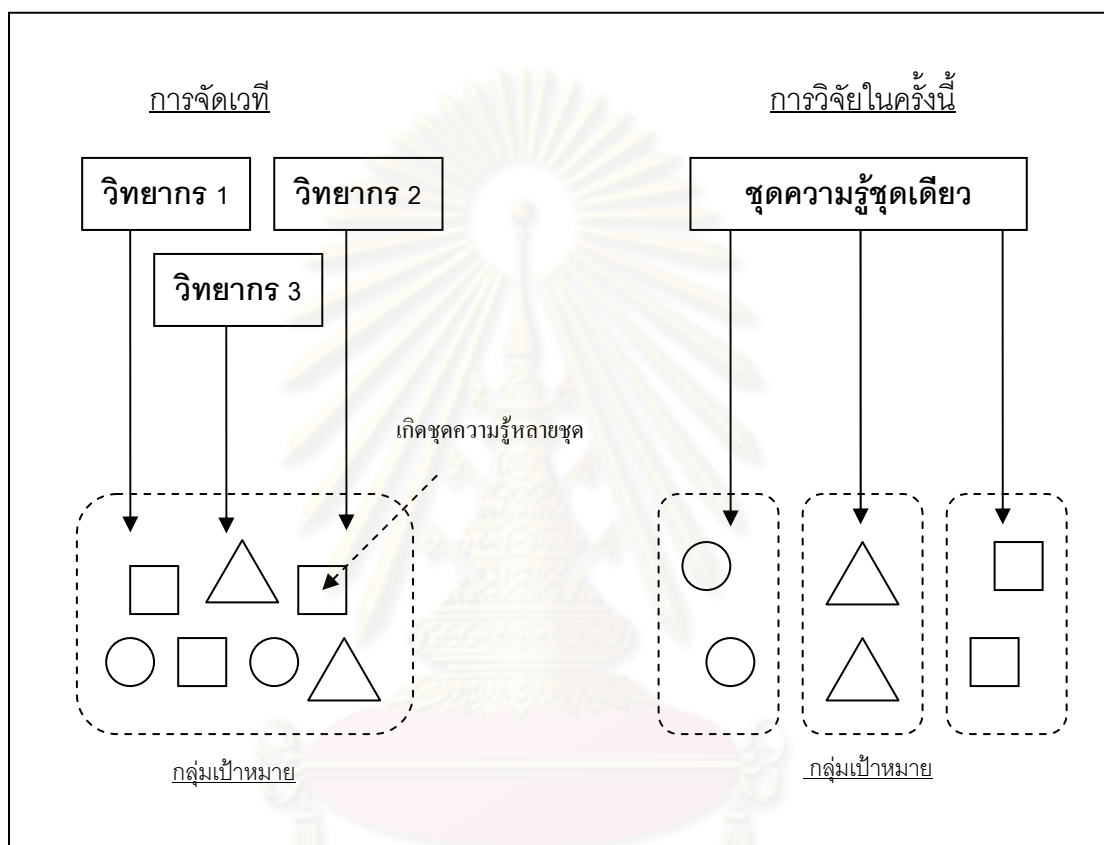 การจัดเวที
การวิจัยในครั้งนี้
วิทยากร 1
วิทยากร 2
ชุดความรู้ชุดเดียว
วิทยากร 3
เกิดชุดความรู้หลายชุด
กลุ่มเป้าหมาย
กลุ่มเป้าหมาย